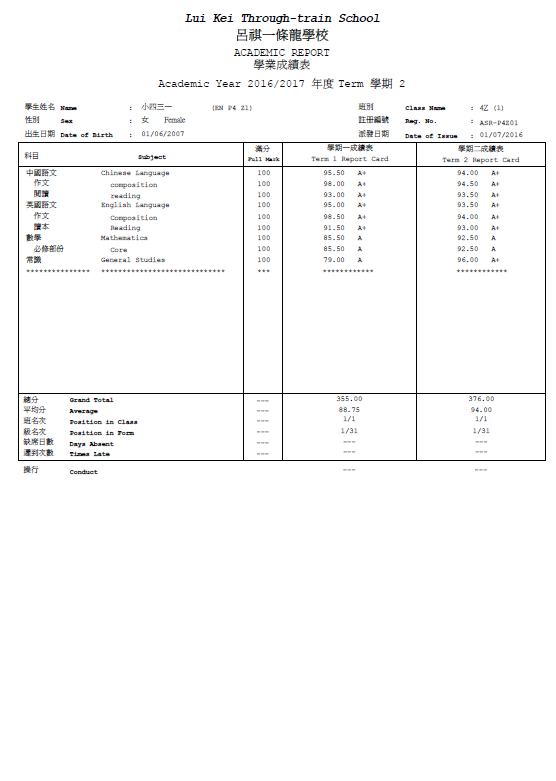 Lui Kei Through-train School
呂祺一條龍學校
ACADEMIC REPORT
學業成績表
Academic Year 2016/2017 年度 Term 學期 2
學生姓名 Name : 小四三一 (EN P4 Z1) 班別 Class Name : 4乙 (1)
性別 Sex : 女 Female 註冊編號 Reg. No. : ASR-P4Z01
出生日期 Date of Birth : 01/06/2007 派發日期 Date of Issue : 01/07/2016
科目 Subject 滿分 Full Mark 學期一成績表 Term 1 Report Card 學期二成績表 Term 2 Report Card
中國語文 Chinese Language 100 95.50 A+ 94.00 A+
作文 composition 100 98.00 A+ 94.50 A+
閱讀 reading 100 93.00 A+ 93.50 A+
英國語文 English Language 100 95.00 A+ 93.50 A+
作文 Composition 100 98.50 A+ 94.00 A+
讀本 Reading 100 91.50 A+ 93.00 A+
數學 Mathematics 100 85.50 A 92.50 A
必修部份 Core 100 85.50 A 92.50 A
常識 General Studies 100 79.00 A 96.00 A+
*************** ***************************** *** ************ ************
總分 Grand Total --- 355.00 376.00
平均分 Average --- 88.75 94.00
班名次 Position in Class --- 1/1 1/1
級名次 Position in Form --- 1/31 1/31
缺席日數 Days Absent --- --- ---
遲到次數 Times Late --- --- ---
操行 Conduct --- ---